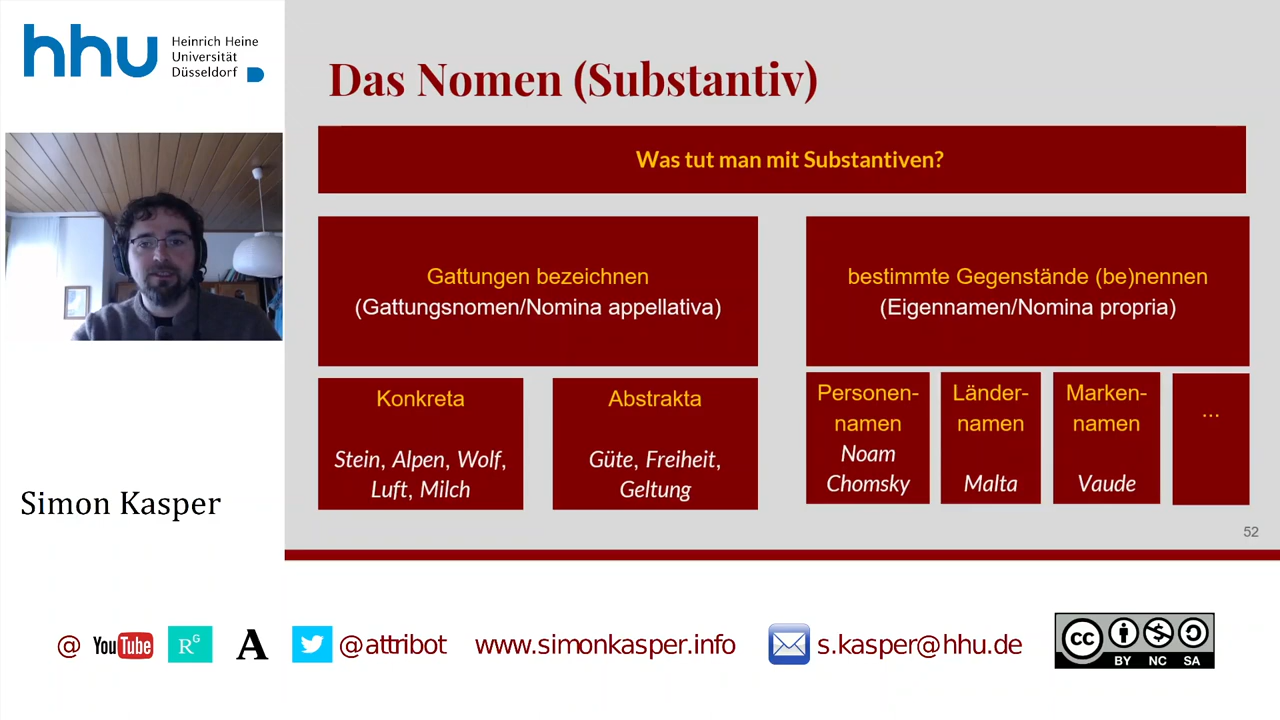 hhu Heinrich Heine
Universität
Düsseldorf
Das Nomen (Substantiv)
Was tut man mit Substantiven?
Gattungen bezeichnen
(Gattungsnomen/Nomina appellativa)
bestimmte Gegenstände (be)nennen
(Eigennamen/Nomina propria)
Konkreta
Stein, Alpen, Wolf,
Luft, Milch
Abstrakta
Güte, Freiheit,
Geltung
Personen-
namen
Noam
Chomsky
Länder-
namen
Malta
Marken-
namen
Vaude
...
52
Simon Kasper
@ YouTube RG A @attribot www.simonkasper.info s.kasper@hhu.de cc
BY NC SA